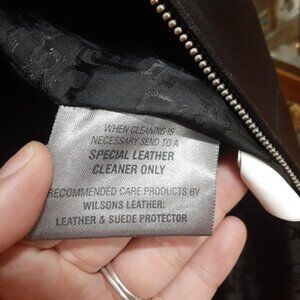 WHEN CLEANING IS
NECESSARY SEND TO A
SPECIAL LEATHER
CLEANER ONLY
RECOMMENDED CARE PRODUCTS BY
WILSONS LEATHER:
LEATHER & SUEDE PROTECTOR